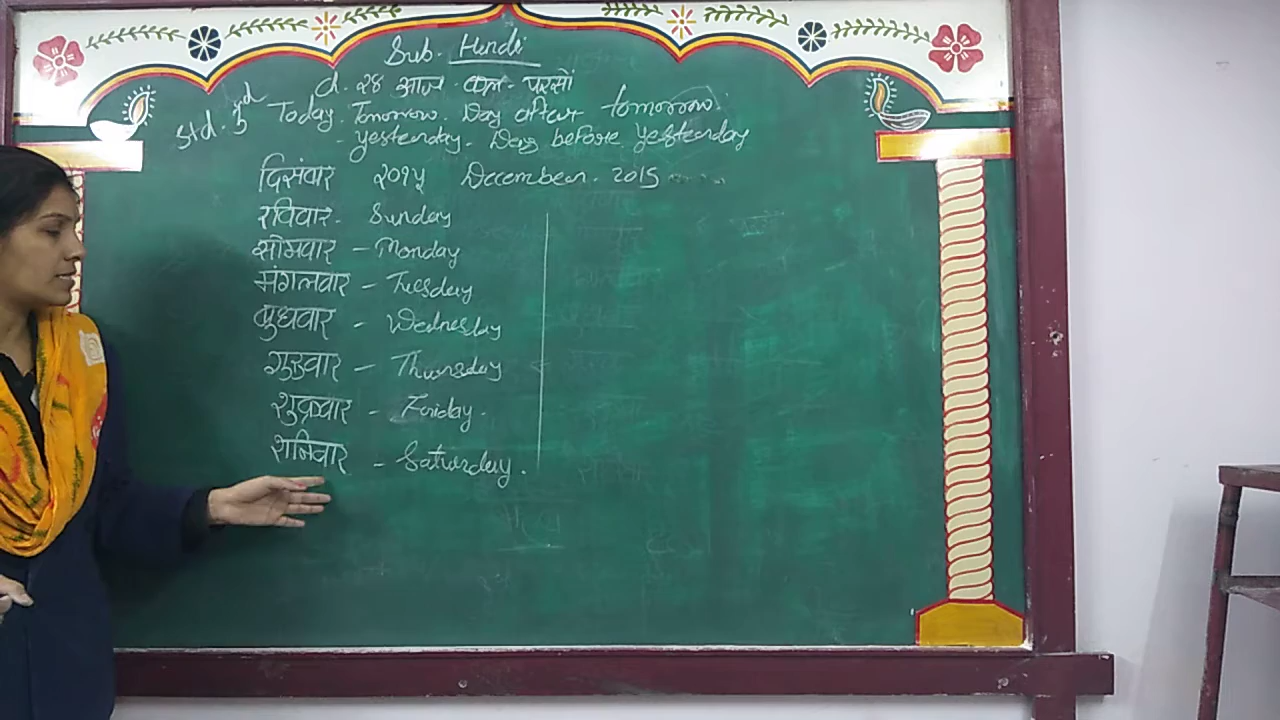 Sub. Hindi
L. २४ आज - कल - परसों
Std. 3rd Today. Tomorrow. Day after tomorrow.
- yesterday. Day before yesterday
दिसंबार २०१५ December. 2015
रविवार - Sunday
सोमवार - Monday
मंगलवार - Tuesday
बुधवार - Wednesday
गुरुवार - Thursday
शुक्रवार - Friday.
शनिवार - Saturday.